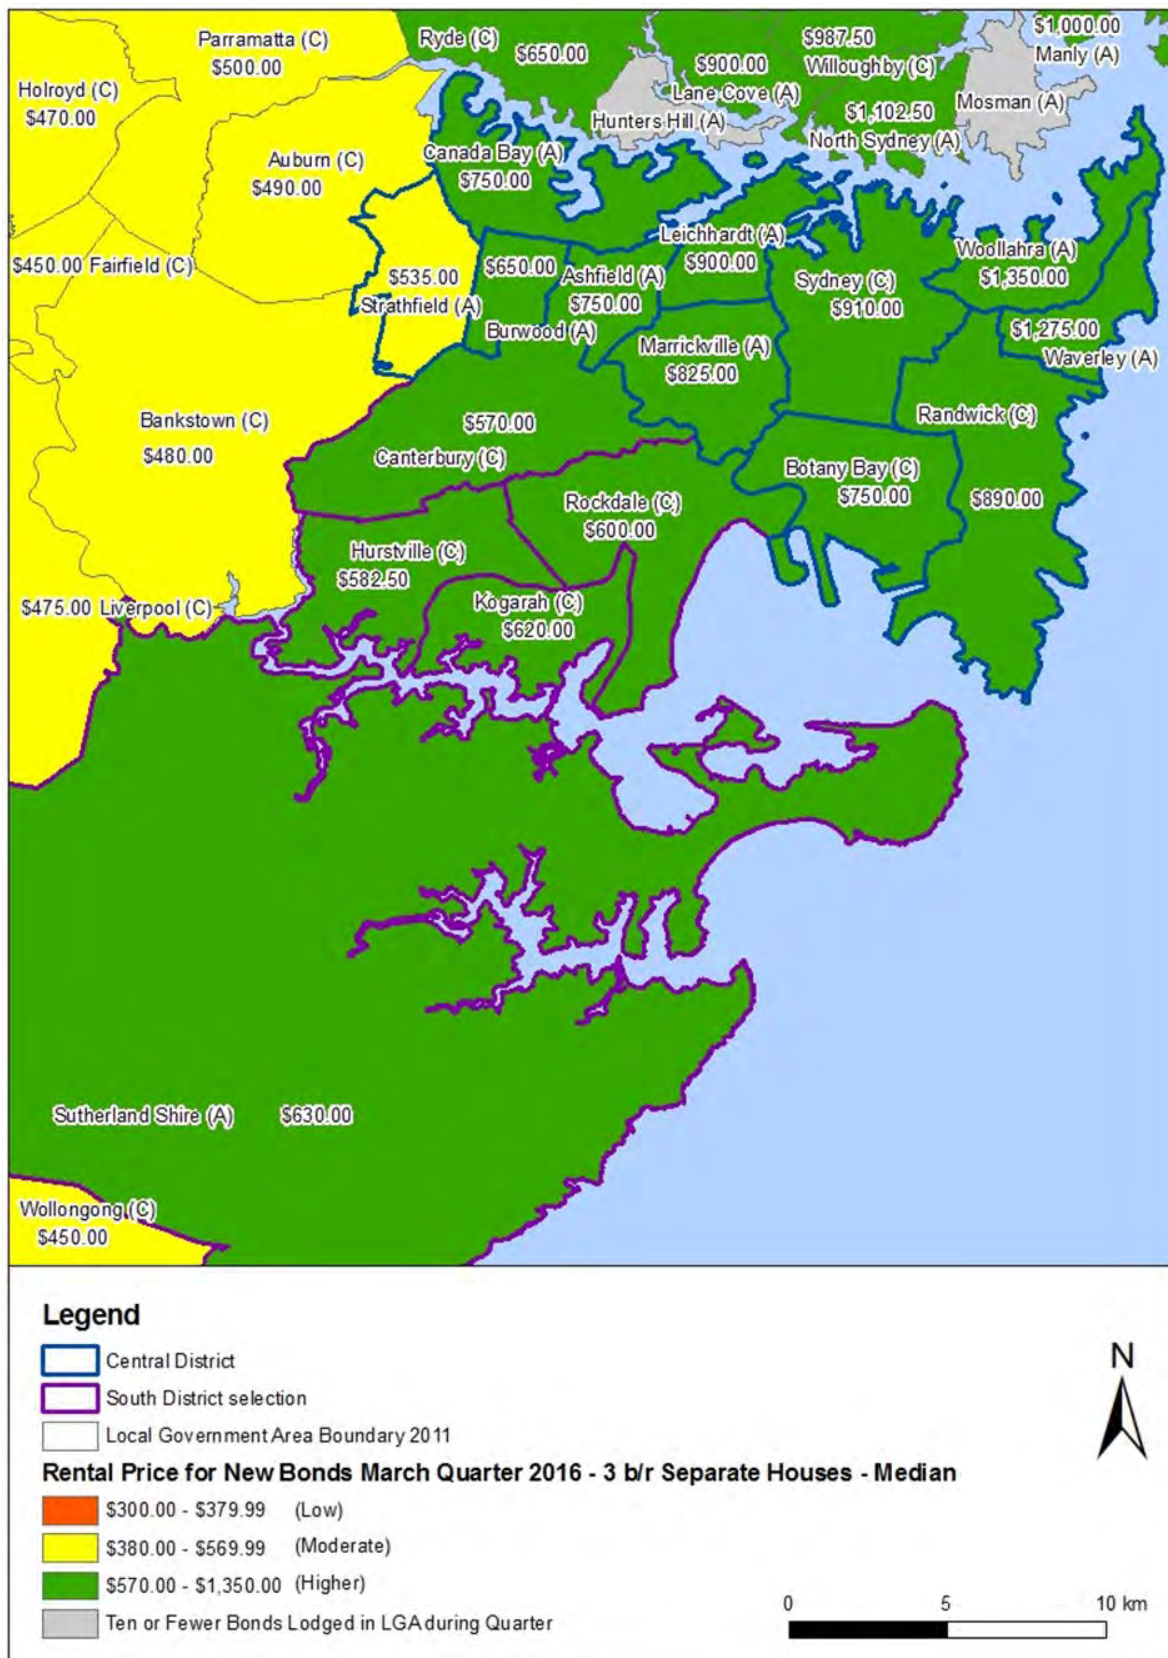 Parramatta (C)
$500.00
Ryde (C)
$650.00
$987.50
Willoughby (C)
$1,000.00
Manly (A)
Holroyd (C)
$470.00
$900.00
Lane Cove (A)
Hunters Hill (A)
$1,102.50
North Sydney (A)
Mosman (A)
Auburn (C)
$490.00
Canada Bay (A)
$750.00
$450.00 Fairfield (C)
$535.00
Strathfield (A)
$650.00
Burwood (A)
Ashfield (A)
$750.00
Leichhardt (A)
$900.00
Sydney (C)
$910.00
Woollahra (A)
$1,350.00
$1,275.00
Waverley (A)
Marrickville (A)
$825.00
Randwick (C)
$890.00
Bankstown (C)
$480.00
$570.00
Canterbury (C)
Botany Bay (C)
$750.00
Rockdale (C)
$600.00
Hurstville (C)
$582.50
Kogarah (C)
$620.00
$475.00 Liverpool (C)
Sutherland Shire (A) $630.00
Wollongong (C)
$450.00
Legend
Central District
South District selection
Local Government Area Boundary 2011
Rental Price for New Bonds March Quarter 2016 - 3 b/r Separate Houses - Median
$300.00 - $379.99 (Low)
$380.00 - $569.99 (Moderate)
$570.00 - $1,350.00 (Higher)
Ten or Fewer Bonds Lodged in LGA during Quarter
N
0 5 10 km